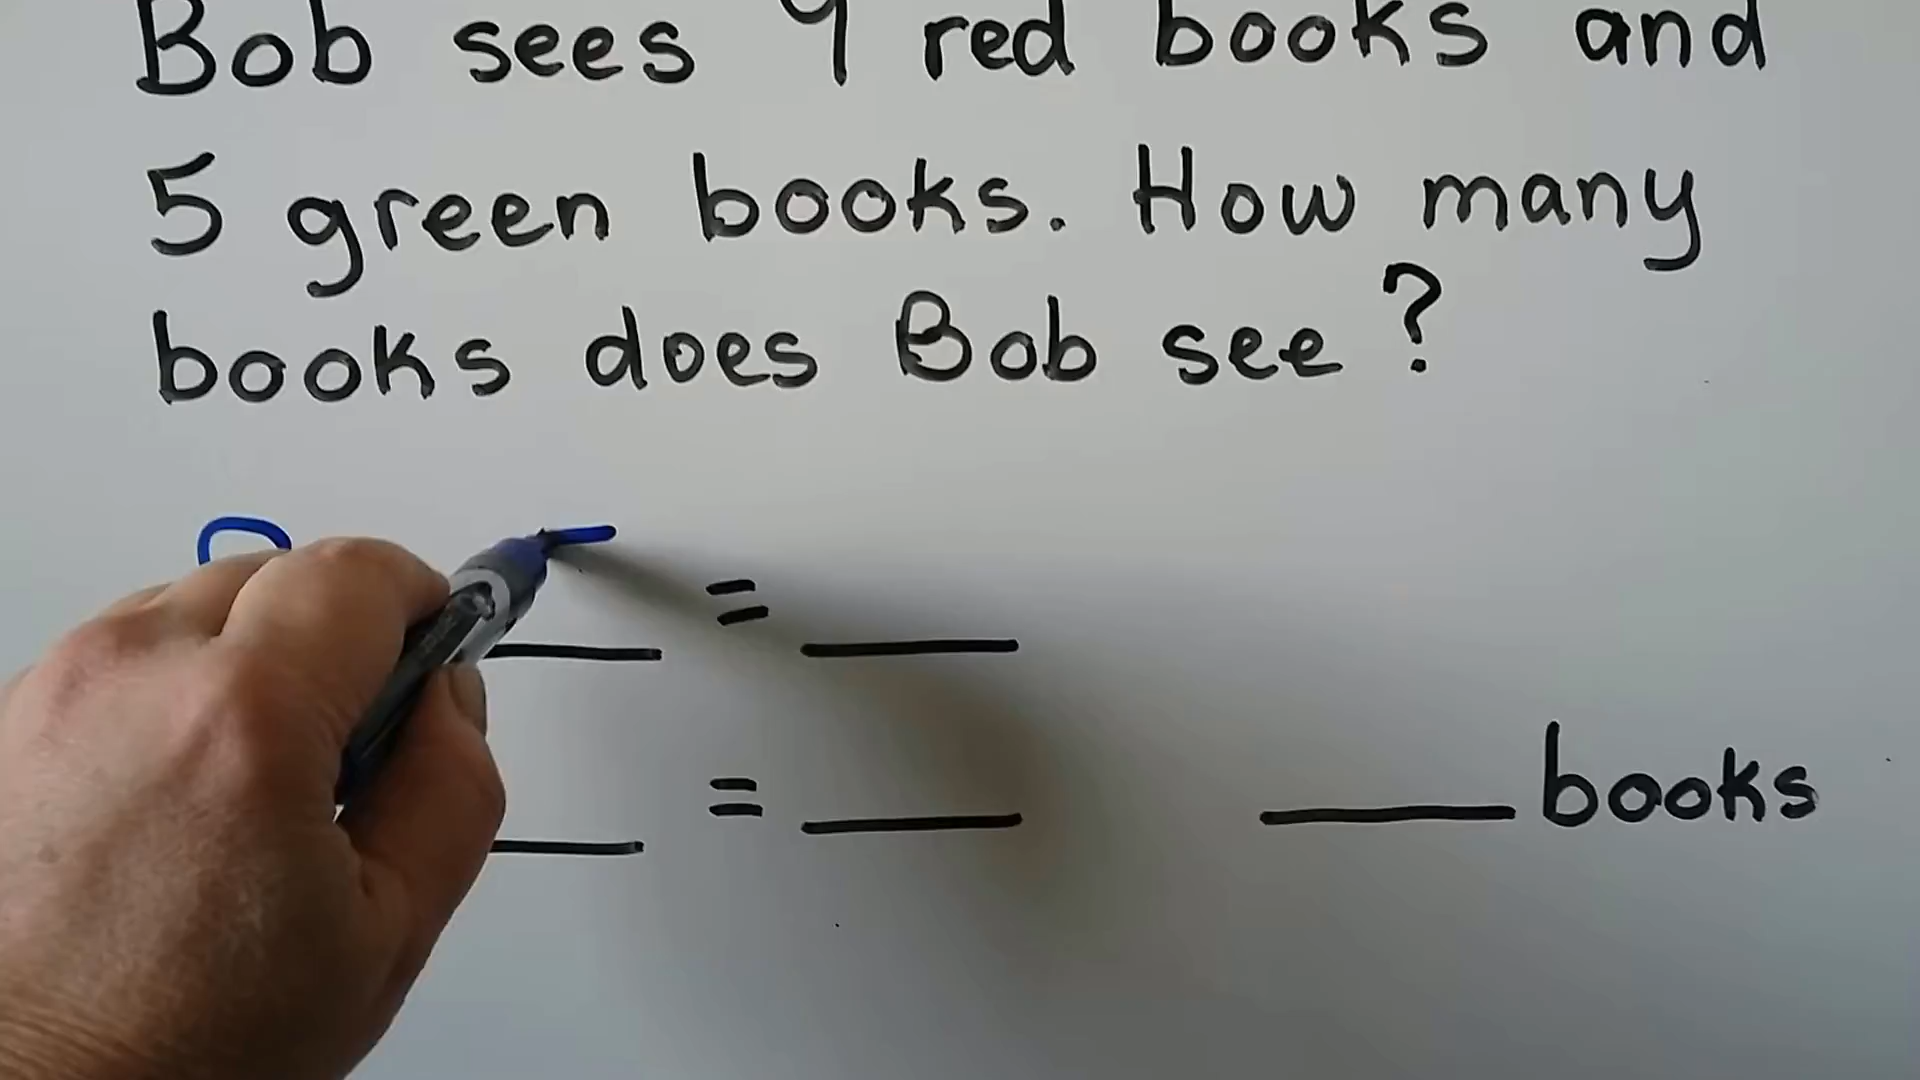 Bob sees 9 red books and
5 green books. How many
books does Bob see?
=
= books